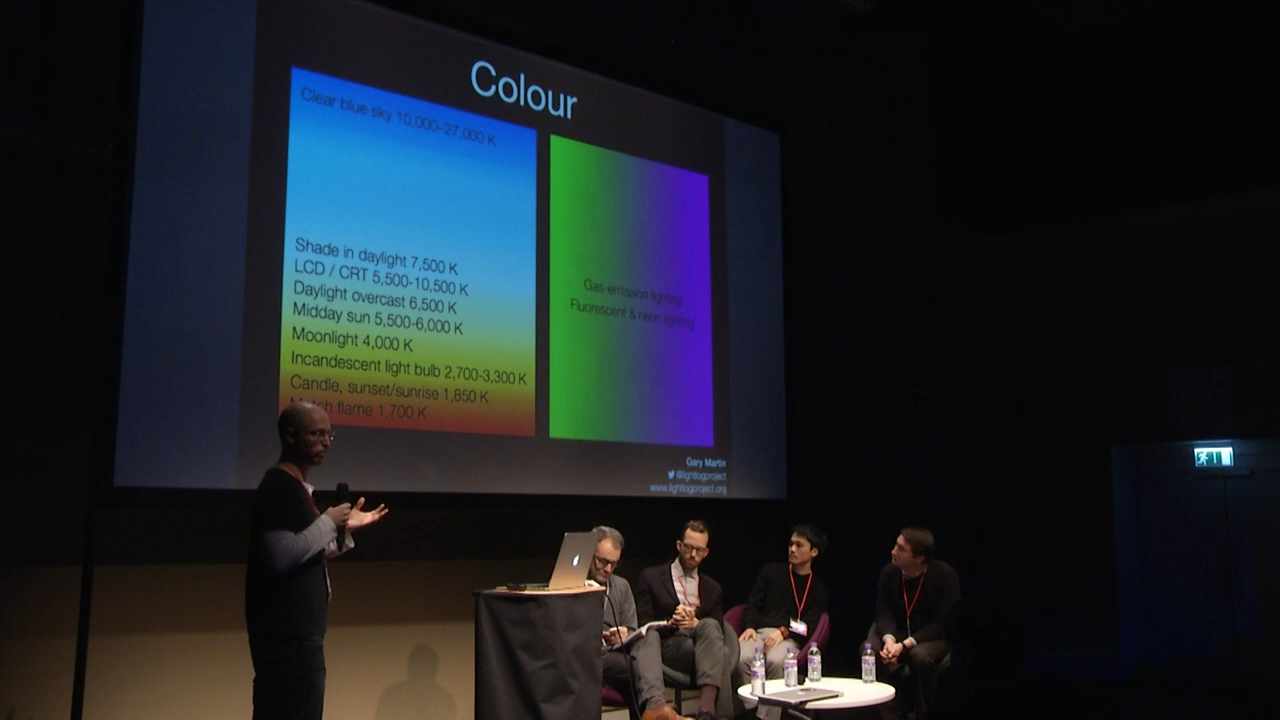 Colour
Clear blue sky 10,000–27,000 K
Shade in daylight 7,500 K
LCD / CRT 5,500-10,500 K
Daylight overcast 6,500 K
Midday sun 5,500-6,000 K
Moonlight 4,000 K
Incandescent light bulb 2,700-3,300 K
Candle, sunset/sunrise 1,850 K
Match flame 1,700 K
Gas-emission lighting
Fluorescent & neon lighting
Gary Martin
@lightlogproject
www.lightlogproject.org